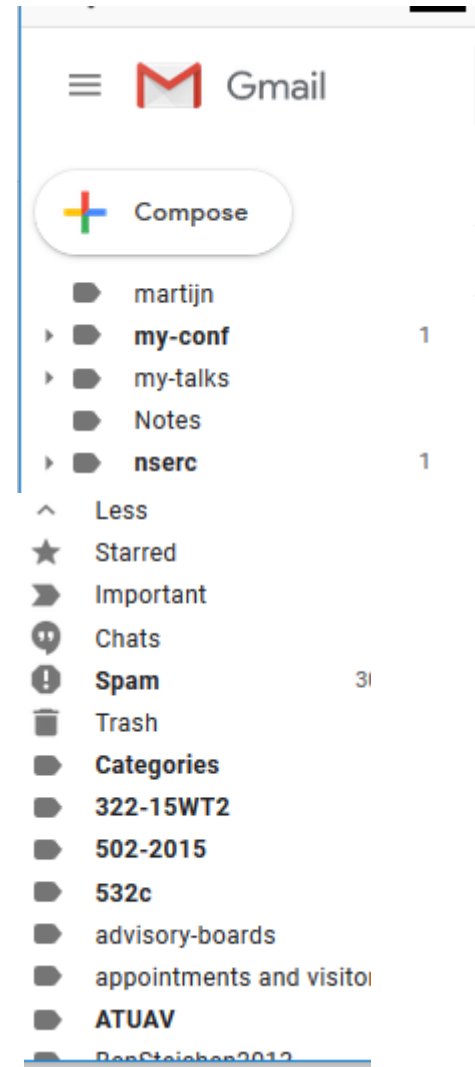 Gmail
Compose
martijn
my-conf 1
my-talks
Notes
nserc 1
Less
Starred
Important
Chats
Spam
Trash
Categories
322-15WT2
502-2015
532c
advisory-boards
appointments and
ATUAV